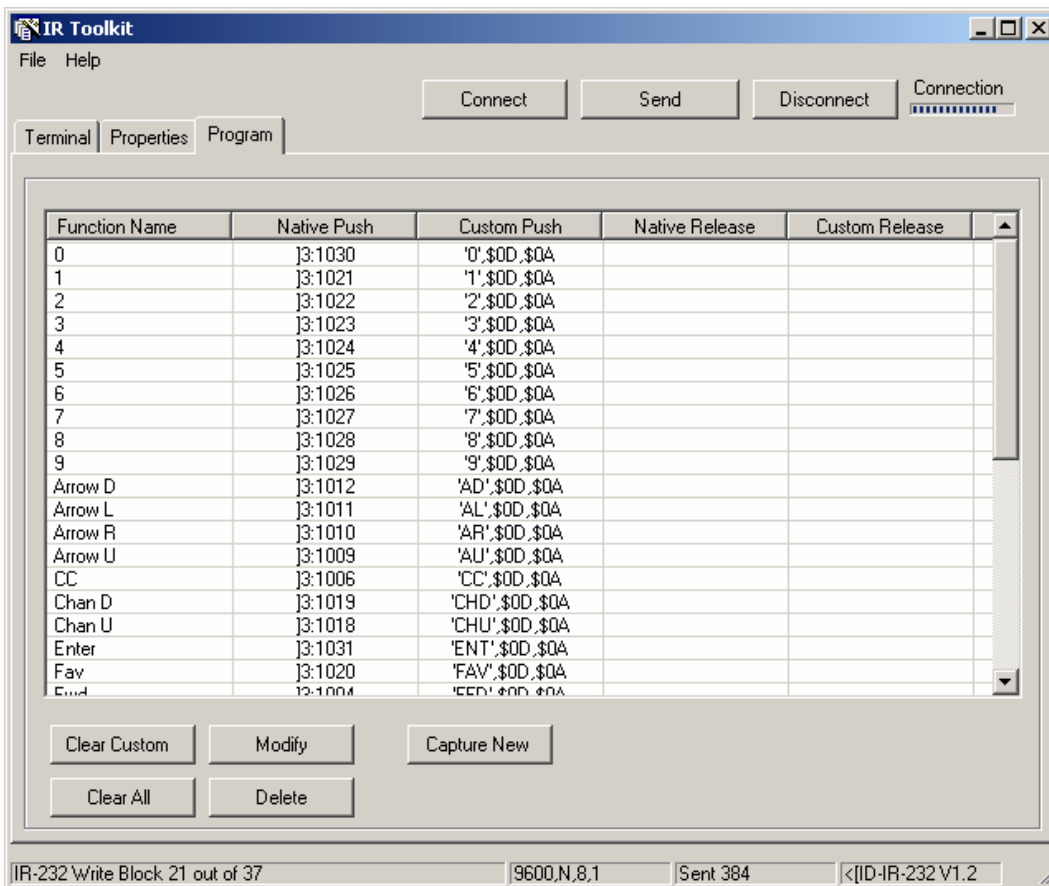 IR Toolkit
File Help
Connect Send Disconnect Connection
Terminal Properties Program
Function Name Native Push Custom Push Native Release Custom Release
0 ]3:1030 '0',$0D,$0A
1 ]3:1021 '1',$0D,$0A
2 ]3:1022 '2',$0D,$0A
3 ]3:1023 '3',$0D,$0A
4 ]3:1024 '4',$0D,$0A
5 ]3:1025 '5',$0D,$0A
6 ]3:1026 '6',$0D,$0A
7 ]3:1027 '7',$0D,$0A
8 ]3:1028 '8',$0D,$0A
9 ]3:1029 '9',$0D,$0A
Arrow D ]3:1012 'AD',$0D,$0A
Arrow L ]3:1011 'AL',$0D,$0A
Arrow R ]3:1010 'AR',$0D,$0A
Arrow U ]3:1009 'AU',$0D,$0A
CC ]3:1006 'CC',$0D,$0A
Chan D ]3:1019 'CHD',$0D,$0A
Chan U ]3:1018 'CHU',$0D,$0A
Enter ]3:1031 'ENT',$0D,$0A
Fav ]3:1020 'FAV',$0D,$0A
Clear Custom Modify Capture New
Clear All Delete
IR-232 Write Block 21 out of 37 9600,N,8,1 Sent 384 <[ID-IR-232 V1.2